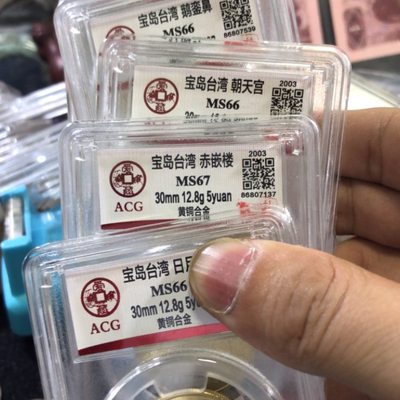 宝岛台湾 鹅銮鼻
MS66
86807539
宝岛台湾 朝天宫
2003
MS66
宝岛台湾 赤嵌楼
2003
MS67
30mm 12.8g 5yuan
86807137
黄铜合金
ACG
宝岛台湾 日月
MS66
30mm 12.8g 5yuan
黄铜合金
ACG